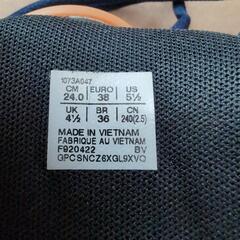 1073A047
CM EURO US
24.0 38 5½
UK BR CN
4½ 36 240(2.5)
MADE IN VIETNAM
FABRIQUE AU VIETNAM
F920422 BV
GPCSNCZ6XGL9XVQ